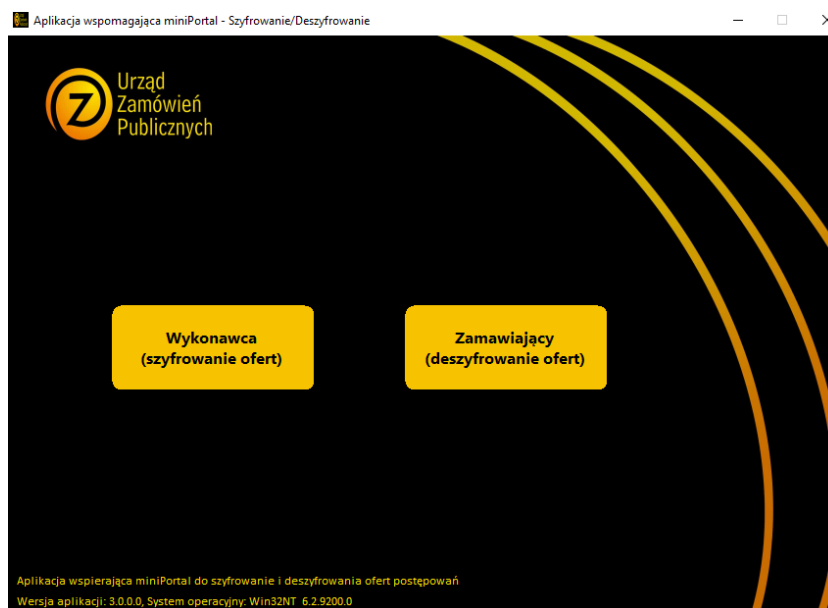 Aplikacja wspomagająca miniPortal - Szyfrowanie/Deszyfrowanie
Urząd
Zamówień
Publicznych
Wykonawca
(szyfrowanie ofert)
Zamawiający
(deszyfrowanie ofert)
Aplikacja wspierająca miniPortal do szyfrowanie i deszyfrowania ofert postępowań
Wersja aplikacji: 3.0.0.0, System operacyjny: Win32NT 6.2.9200.0